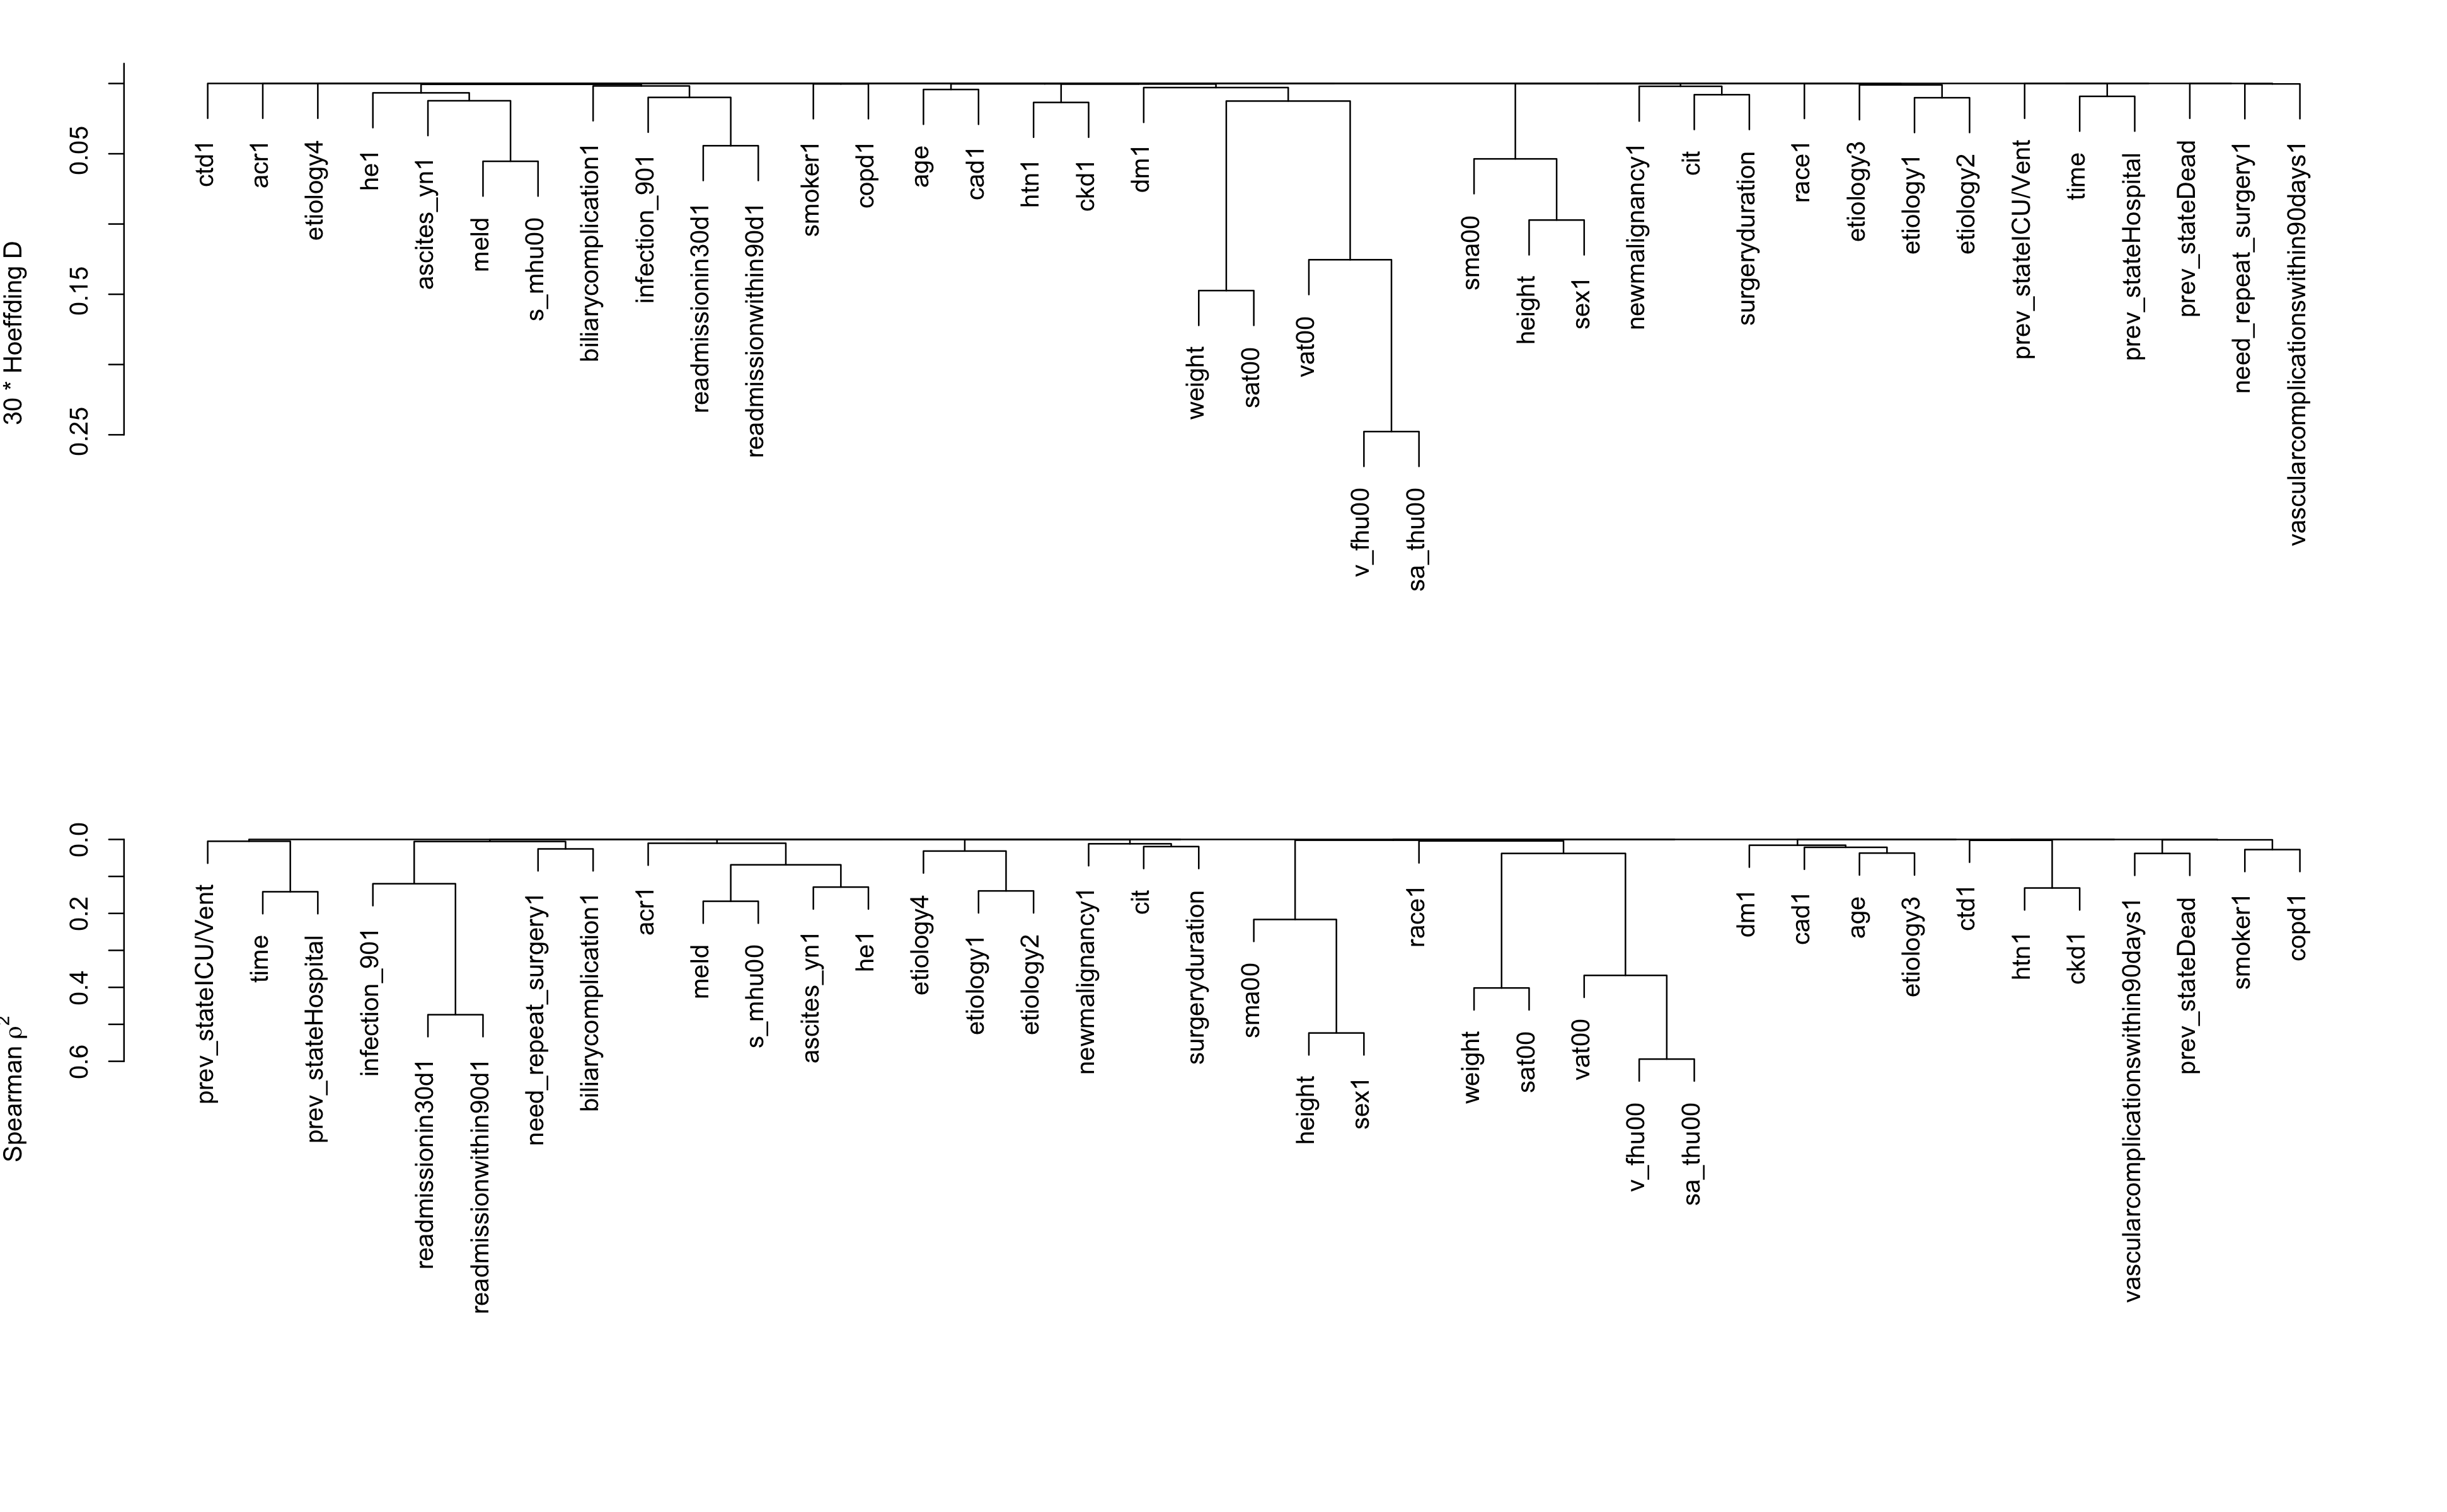 30 * Hoeffding D
0.05
0.15
0.25
ctd1
acr1
etiology4
he1
ascites_yn1
meld
s_mhu00
biliarycomplication1
infection_901
readmissionin30d1
readmissionwithin90d1
smoker1
copd1
age
cad1
htn1
ckd1
dm1
weight
sat00
vat00
v_fhu00
sa_thu00
sma00
height
sex1
newmalignancy1
cit
surgeryduration
race1
etiology3
etiology1
etiology2
prev_stateICU/Vent
time
prev_stateHospital
prev_stateDead
need_repeat_surgery1
vascularcomplicationswithin90days1
Spearman ρ²
0.0
0.2
0.4
0.6
prev_stateICU/Vent
time
prev_stateHospital
infection_901
readmissionin30d1
readmissionwithin90d1
need_repeat_surgery1
biliarycomplication1
acr1
meld
s_mhu00
ascites_yn1
he1
etiology4
etiology1
etiology2
newmalignancy1
cit
surgeryduration
sma00
height
sex1
race1
weight
sat00
vat00
v_fhu00
sa_thu00
dm1
cad1
age
etiology3
ctd1
htn1
ckd1
vascularcomplicationswithin90days1
prev_stateDead
smoker1
copd1